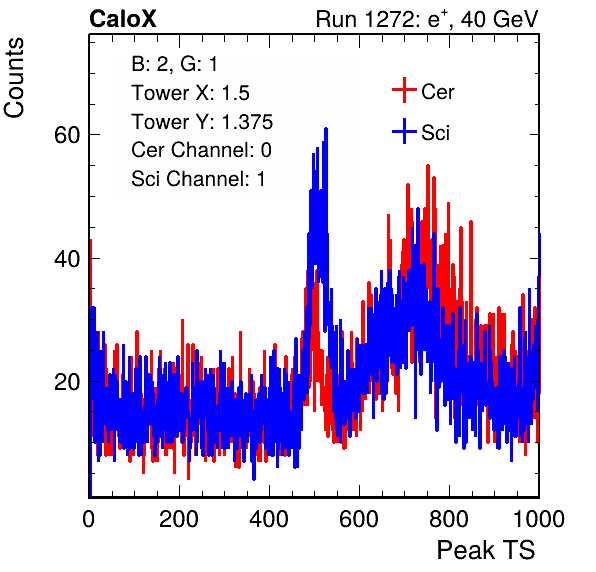 CaloX
Run 1272: e+, 40 GeV
Counts
B: 2, G: 1
Tower X: 1.5
Tower Y: 1.375
Cer Channel: 0
Sci Channel: 1
Cer
Sci
60
40
20
0 200 400 600 800 1000
Peak TS